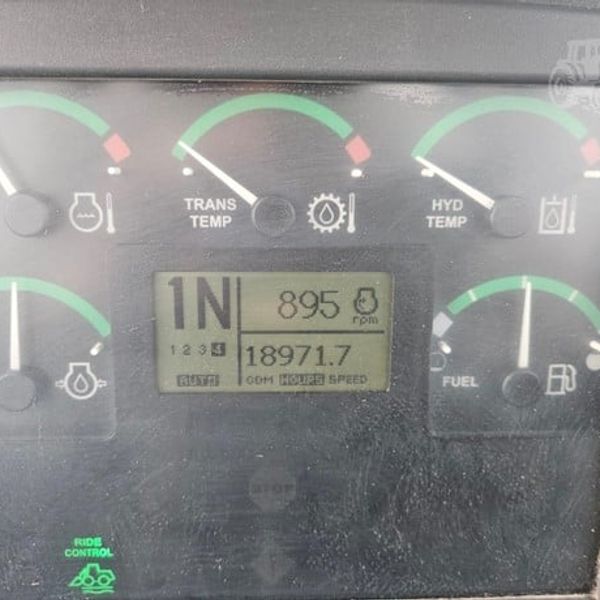 TRANS
TEMP
HYD
TEMP
1N
895
rpm
1 2 3 4
18971.7
AUTO
ODM HOURS SPEED
FUEL
STOP
RIDE
CONTROL